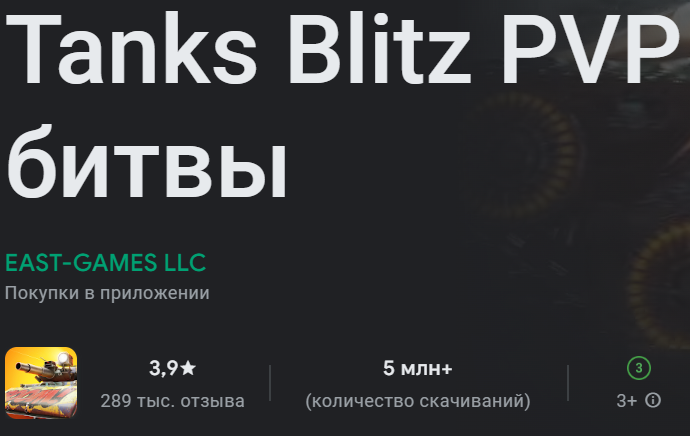 Tanks Blitz PVP
битвы
EAST-GAMES LLC
Покупки в приложении
3,9★
289 тыс. отзыва
5 млн+
(количество скачиваний)
3
3+